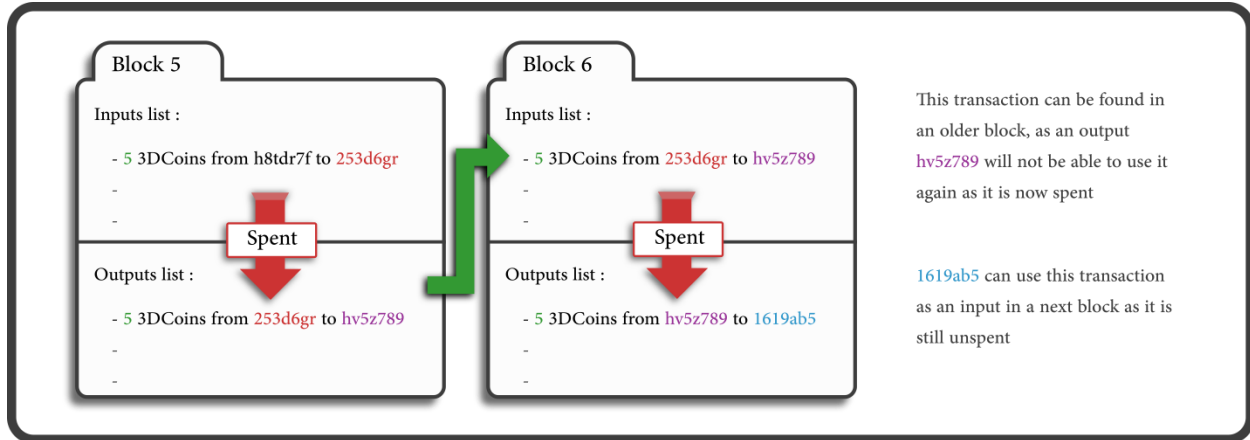 Block 5
Inputs list :
- 5 3DCoins from h8tdr7f to 253d6gr
-
-
Spent
Outputs list :
- 5 3DCoins from 253d6gr to hv5z789
-
-
Block 6
Inputs list :
- 5 3DCoins from 253d6gr to hv5z789
-
-
Spent
Outputs list :
- 5 3DCoins from hv5z789 to 1619ab5
-
-
This transaction can be found in
an older block, as an output
hv5z789 will not be able to use it
again as it is now spent
1619ab5 can use this transaction
as an input in a next block as it is
still unspent